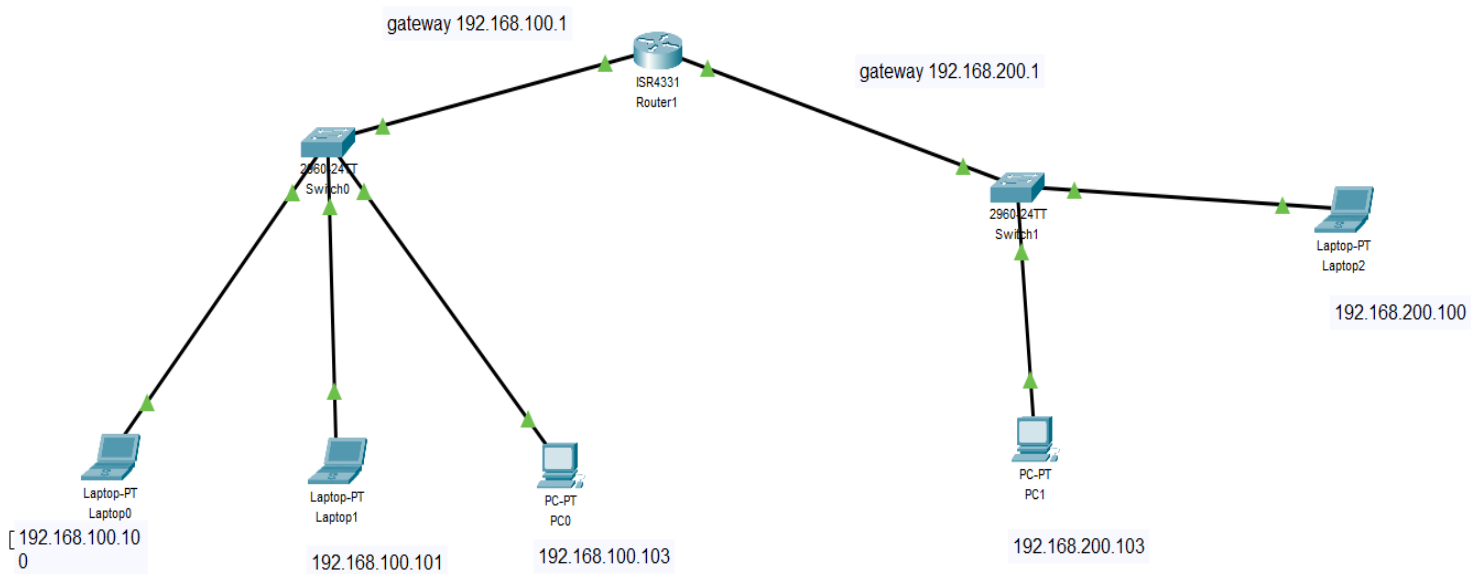 gateway 192.168.100.1
ISR4331
Router1
gateway 192.168.200.1
2960-24TT
Switch0
2960-24TT
Switch1
Laptop-PT
Laptop2
192.168.200.100
Laptop-PT
Laptop0
[ 192.168.100.10
0
Laptop-PT
Laptop1
192.168.100.101
PC-PT
PC0
192.168.100.103
PC-PT
PC1
192.168.200.103